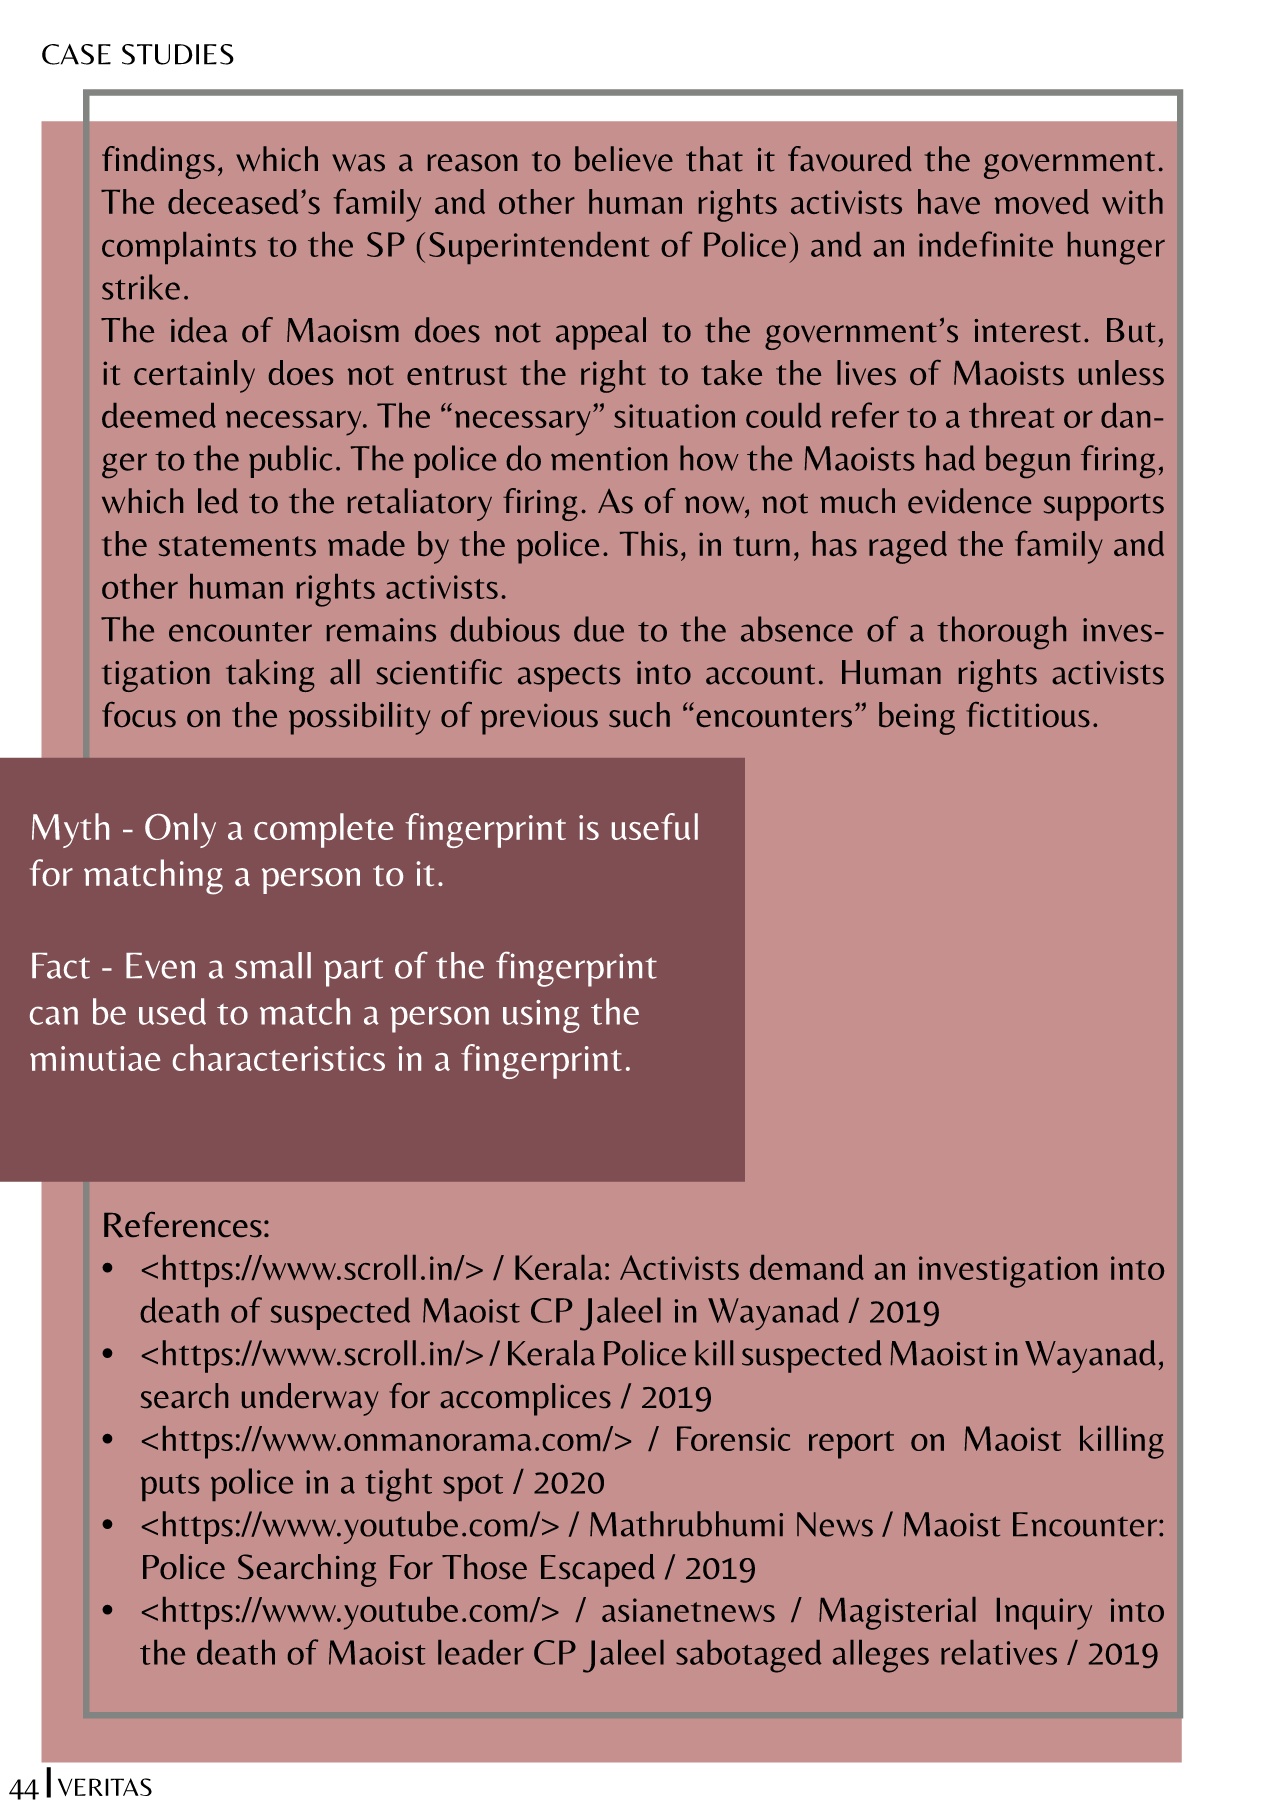 CASE STUDIES
findings, which was a reason to believe that it favoured the government.
The deceased’s family and other human rights activists have moved with
complaints to the SP (Superintendent of Police) and an indefinite hunger
strike.
The idea of Maoism does not appeal to the government’s interest. But,
it certainly does not entrust the right to take the lives of Maoists unless
deemed necessary. The “necessary” situation could refer to a threat or dan-
ger to the public. The police do mention how the Maoists had begun firing,
which led to the retaliatory firing. As of now, not much evidence supports
the statements made by the police. This, in turn, has raged the family and
other human rights activists.
The encounter remains dubious due to the absence of a thorough inves-
tigation taking all scientific aspects into account. Human rights activists
focus on the possibility of previous such “encounters” being fictitious.
Myth - Only a complete fingerprint is useful
for matching a person to it.
Fact - Even a small part of the fingerprint
can be used to match a person using the
minutiae characteristics in a fingerprint.
References:
• <https://www.scroll.in/> / Kerala: Activists demand an investigation into
death of suspected Maoist CP Jaleel in Wayanad / 2019
• <https://www.scroll.in/> / Kerala Police kill suspected Maoist in Wayanad,
search underway for accomplices / 2019
• <https://www.onmanorama.com/> / Forensic report on Maoist killing
puts police in a tight spot / 2020
• <https://www.youtube.com/> / Mathrubhumi News / Maoist Encounter:
Police Searching For Those Escaped / 2019
• <https://www.youtube.com/> / asianetnews / Magisterial Inquiry into
the death of Maoist leader CP Jaleel sabotaged alleges relatives / 2019
44 VERITAS